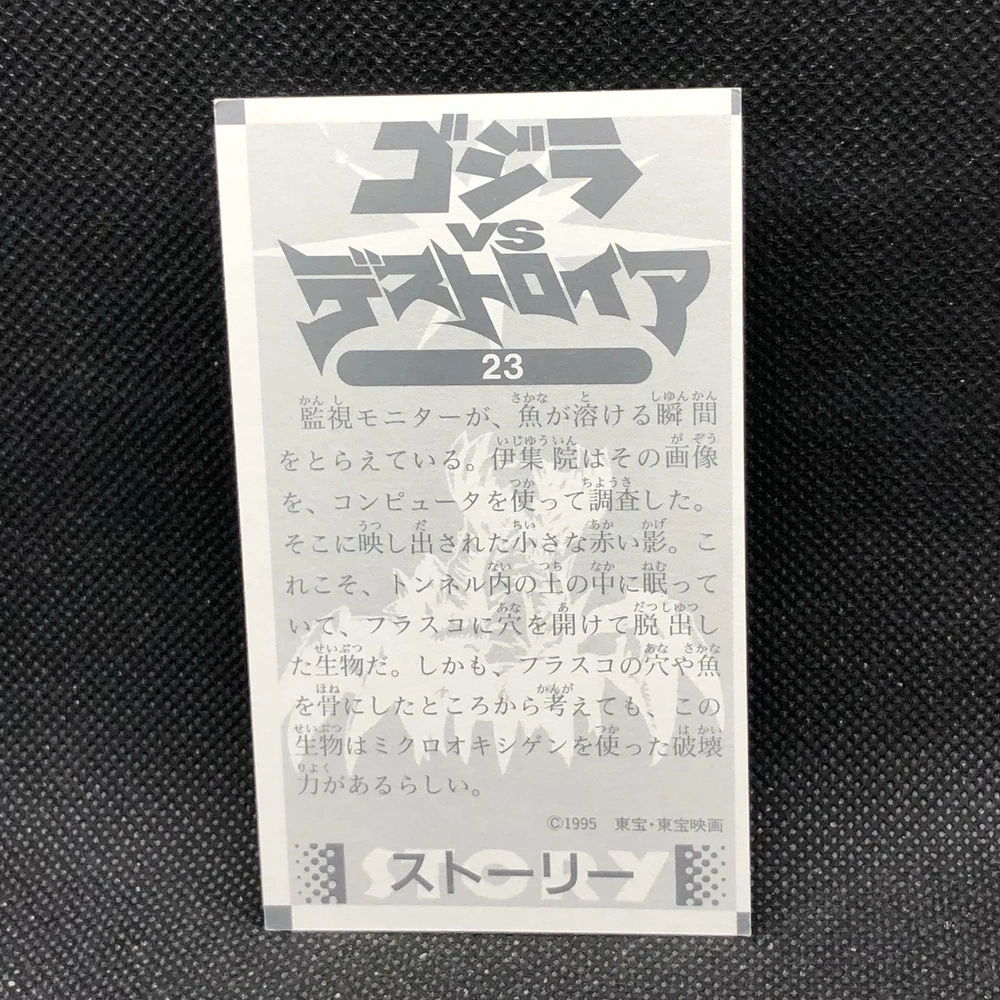 ゴジラ
VS
デストロイア
23
監視モニターが、魚が溶ける瞬間
をとらえている。伊集院はその画像
を、コンピュータを使って調査した。
そこに映し出された小さな赤い影。こ
れこそ、トンネル内の土の中に眠って
いて、フラスコに穴を開けて脱出し
た生物だ。しかも、フラスコの穴や魚
を骨にしたところから考えても、この
生物はミクロオキシゲンを使った破壊
力があるらしい。
©1995 東宝・東宝映画
STORY
ストーリー